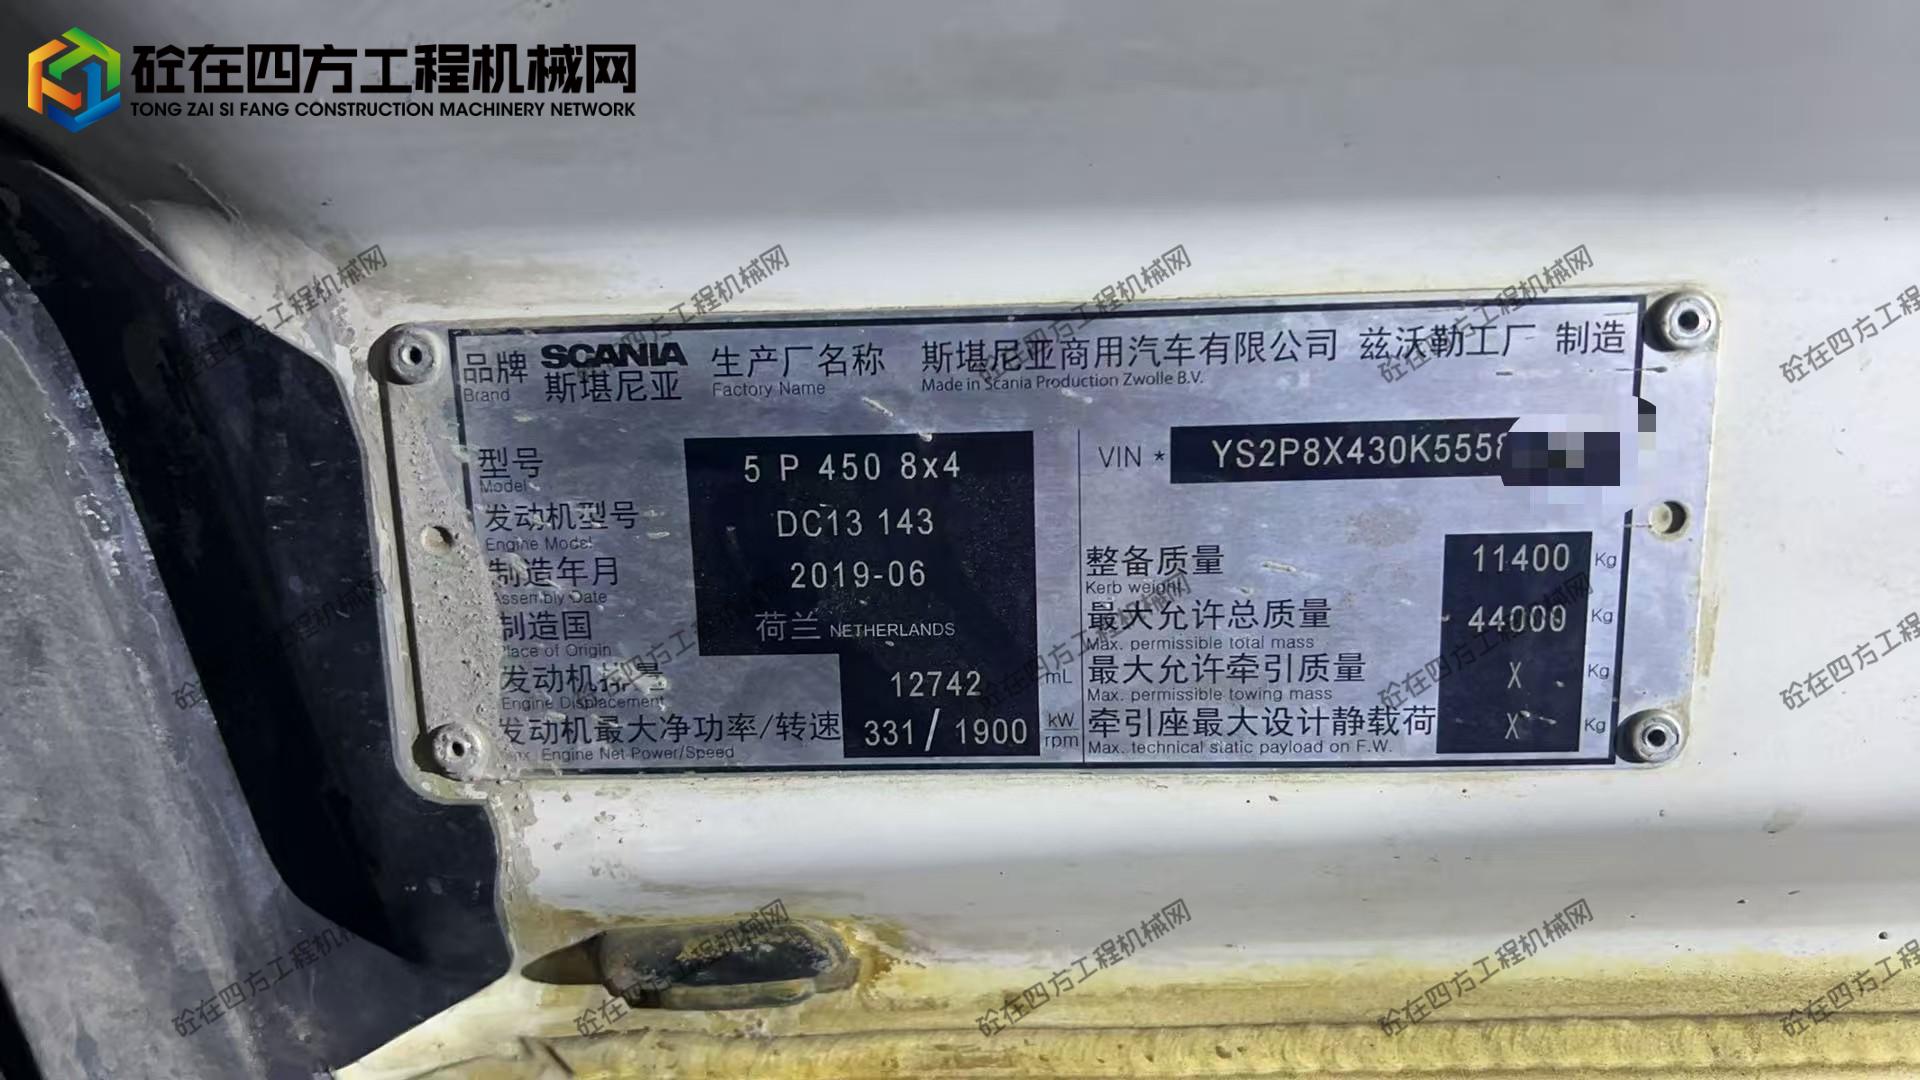 砼在四方工程机械网
TONG ZAI SI FANG CONSTRUCTION MACHINERY NETWORK
品牌 SCANIA 生产厂名称 斯堪尼亚商用汽车有限公司 兹沃勒工厂 制造
Brand 斯堪尼亚 Factory Name Made in Scania Production Zwolle B.V.
型号 5 P 450 8x4
Model
VIN * YS2P8X430K5558
发动机型号 DC13 143
Engine Model
制造年月 2019-06
Assembly Date
制造国 荷兰 NETHERLANDS
Place of Origin
发动机排量 12742 mL
Engine Displacement
发动机最大净功率/转速 331/1900 kW rpm
Max. Engine Net Power/Speed
整备质量 11400 Kg
Kerb weight
最大允许总质量 44000 Kg
Max. permissible total mass
最大允许牵引质量 X Kg
Max. permissible towing mass
牵引座最大设计静载荷 X Kg
Max. technical static payload on F.W.